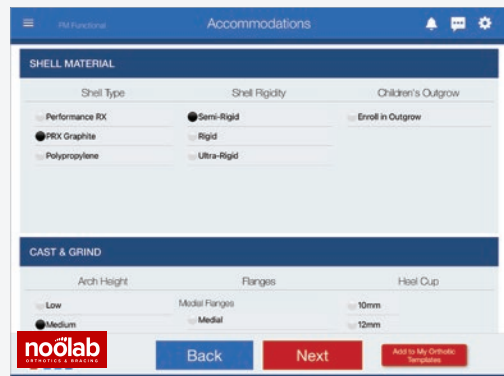 PM Functional
Accommodations
SHELL MATERIAL
Shell Type Shell Rigidity Children's Outgrow
Performance RX Semi-Rigid Enroll in Outgrow
PRX Graphite Rigid
Polypropylene Ultra-Rigid
CAST & GRIND
Arch Height Flanges Heel Cup
Low Medial Flanges 10mm
Medium Medial 12mm
noolab
ORTHOTICS & BRACING
Back Next Add to My Orthotic
Templates